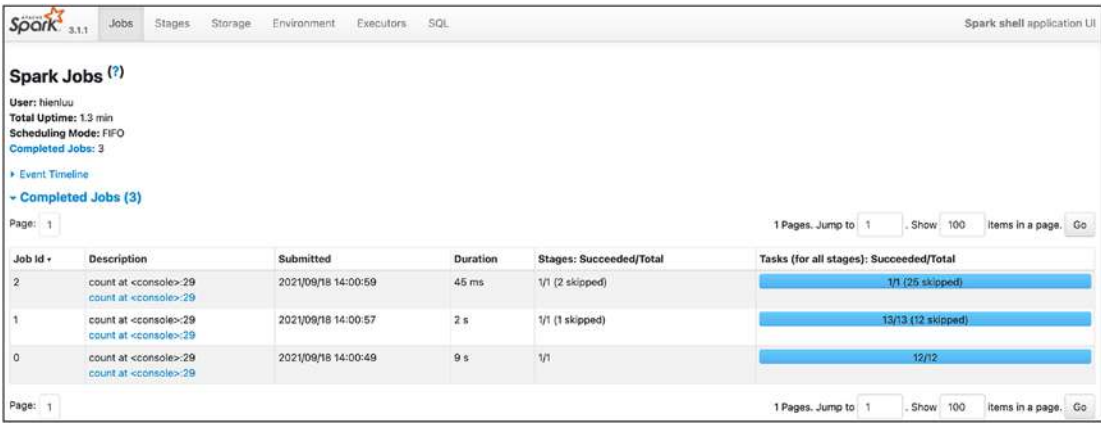 APACHE
Spark 3.1.1 Jobs Stages Storage Environment Executors SQL Spark shell application UI
Spark Jobs (?)
User: hienluu
Total Uptime: 1.3 min
Scheduling Mode: FIFO
Completed Jobs: 3
Event Timeline
Completed Jobs (3)
Page: 1 1 Pages. Jump to 1 . Show 100 items in a page. Go
Job Id Description Submitted Duration Stages: Succeeded/Total Tasks (for all stages): Succeeded/Total
2 count at <console>:29 2021/09/18 14:00:59 45 ms 1/1 (2 skipped) 1/1 (25 skipped)
count at <console>:29
1 count at <console>:29 2021/09/18 14:00:57 2 s 1/1 (1 skipped) 13/13 (12 skipped)
count at <console>:29
0 count at <console>:29 2021/09/18 14:00:49 9 s 1/1 12/12
count at <console>:29
Page: 1 1 Pages. Jump to 1 . Show 100 items in a page. Go